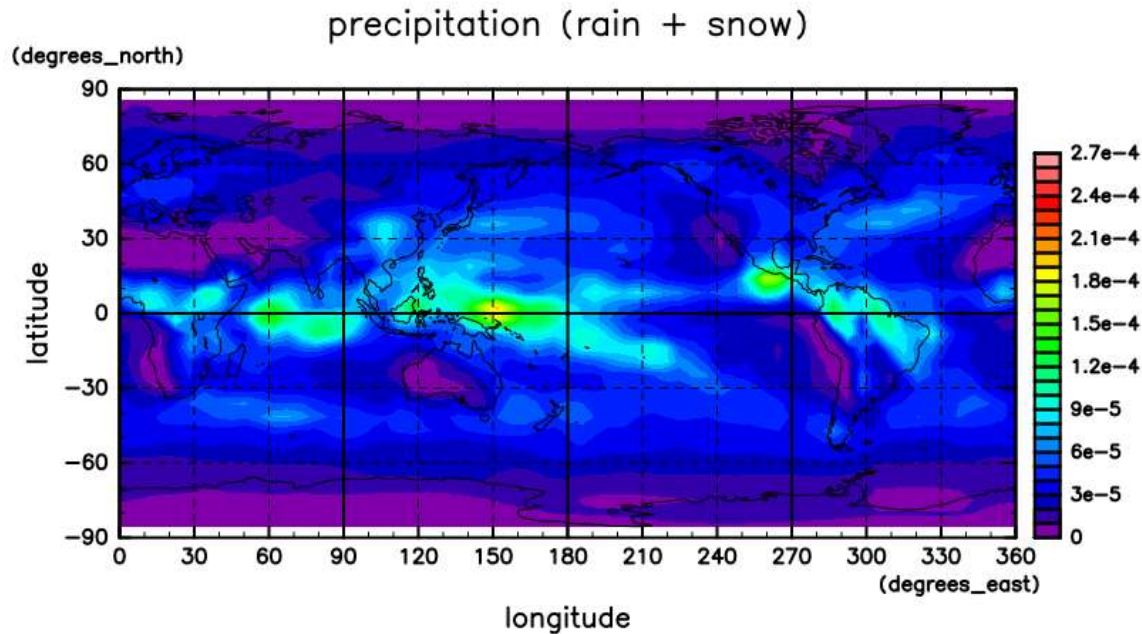 precipitation (rain + snow)
(degrees_north)
90
60
30
0
−30
−60
−90
latitude
0 30 60 90 120 150 180 210 240 270 300 330 360
(degrees_east)
longitude
2.7e−4
2.4e−4
2.1e−4
1.8e−4
1.5e−4
1.2e−4
9e−5
6e−5
3e−5
0